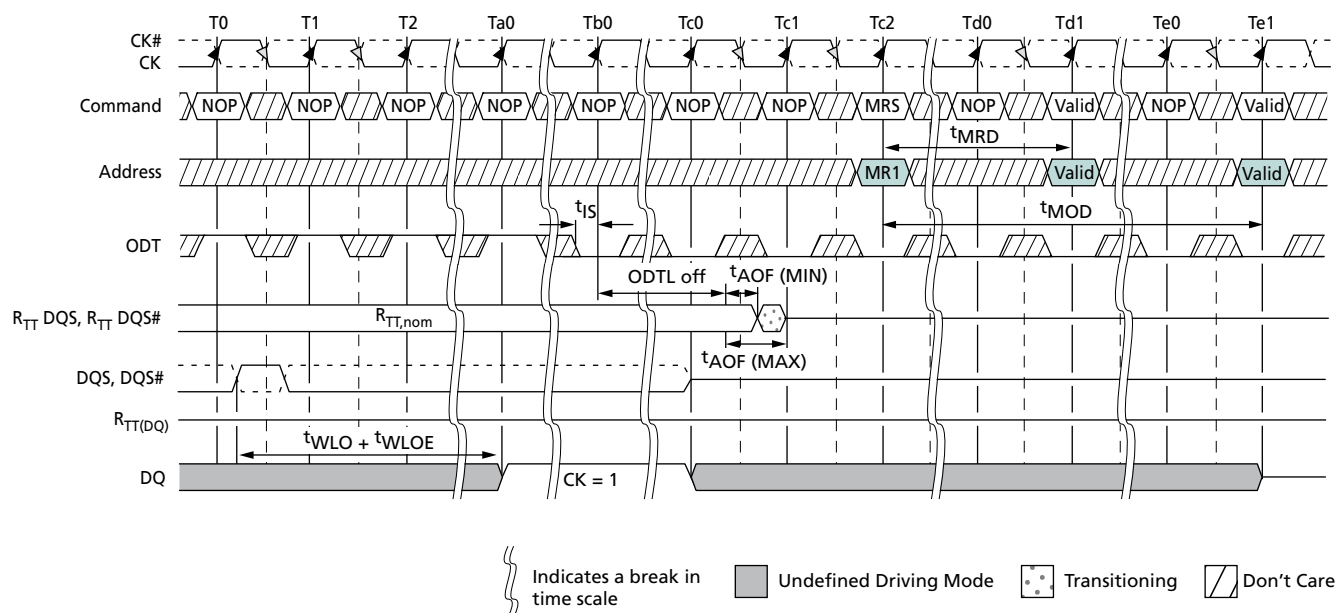 T0 T1 T2 Ta0 Tb0 Tc0 Tc1 Tc2 Td0 Td1 Te0 Te1
CK#
CK
Command NOP NOP NOP NOP NOP NOP NOP MRS NOP Valid NOP Valid
tMRD
Address MR1 Valid Valid
tIS tMOD
ODT
ODTL off tAOF (MIN)
RTT DQS, RTT DQS# RTT,nom
tAOF (MAX)
DQS, DQS#
RTT(DQ)
tWLO + tWLOE
DQ CK = 1
Indicates a break in
time scale
Undefined Driving Mode
Transitioning
Don't Care